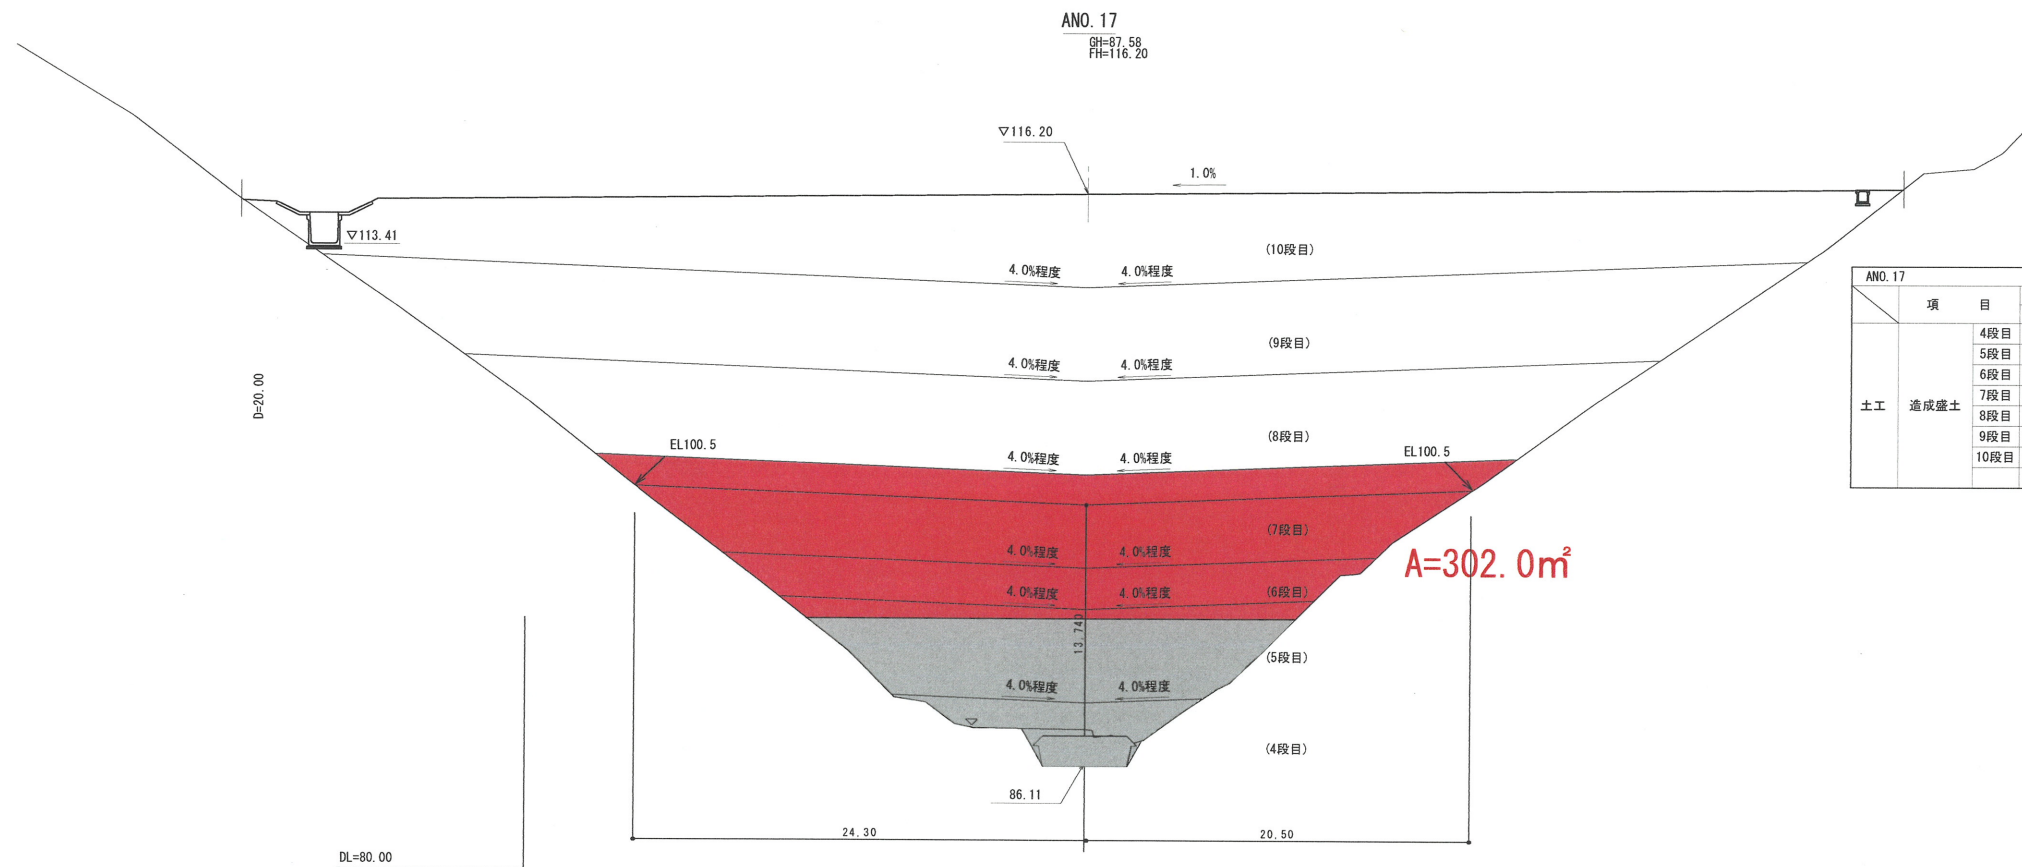 ANO. 17
GH=87.58
FH=116.20
▽116.20
1.0%
▽113.41
(10段目)
4.0%程度 4.0%程度
ANO. 17
項 目
4段目
5段目
6段目
7段目
8段目
9段目
10段目
土工 造成盛土
(9段目)
4.0%程度 4.0%程度
D=20.00
(8段目)
EL100.5 EL100.5
4.0%程度 4.0%程度
(7段目)
4.0%程度 4.0%程度
A=302.0㎡
4.0%程度 4.0%程度
(6段目)
13.740
(5段目)
4.0%程度 4.0%程度
▽
(4段目)
86.11
24.30 20.50
DL=80.00